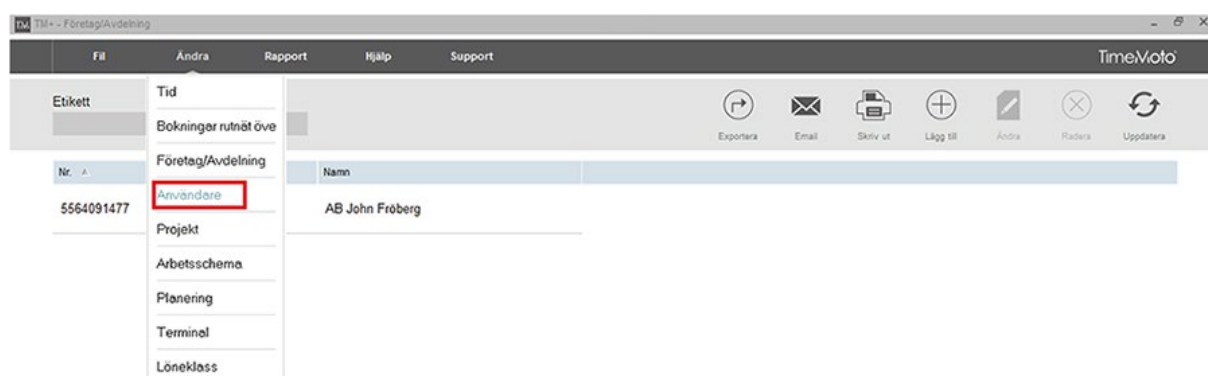 TM TM+ - Företag/Avdelning
Fil Ändra Rapport Hjälp Support TimeMoto
Etikett
Exportera Email Skriv ut Lägg till Ändra Radera Uppdatera
Tid
Bokningar rutnät öve
Företag/Avdelning
Användare
Projekt
Arbetsschema
Planering
Terminal
Löneklass
Nr. Namn
5564091477 AB John Fröberg